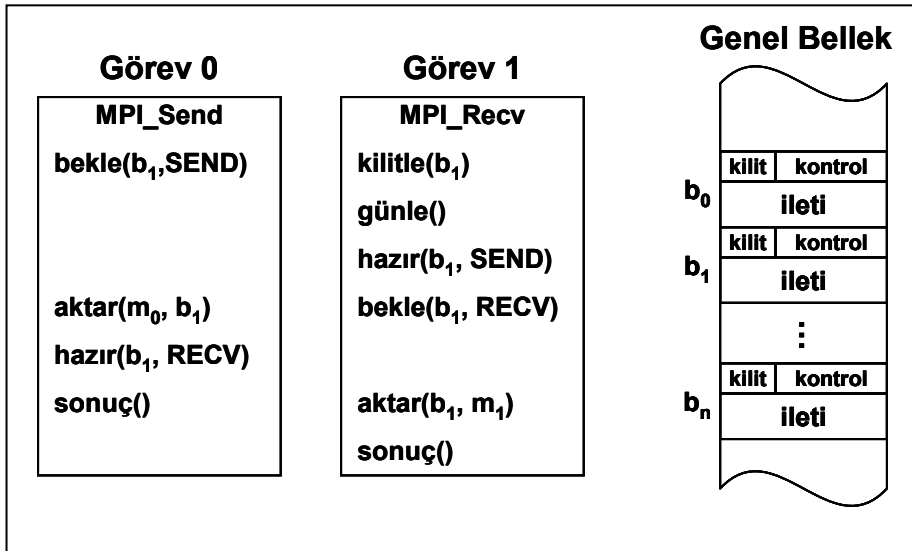 Genel Bellek
Görev 0
Görev 1
MPI_Send
bekle(b1,SEND)
aktar(m0, b1)
hazır(b1, RECV)
sonuç()
MPI_Recv
kilitle(b1)
günle()
hazır(b1, SEND)
bekle(b1, RECV)
aktar(b1, m1)
sonuç()
kilit kontrol
b0 ileti
kilit kontrol
b1 ileti
⋮
kilit kontrol
bn ileti